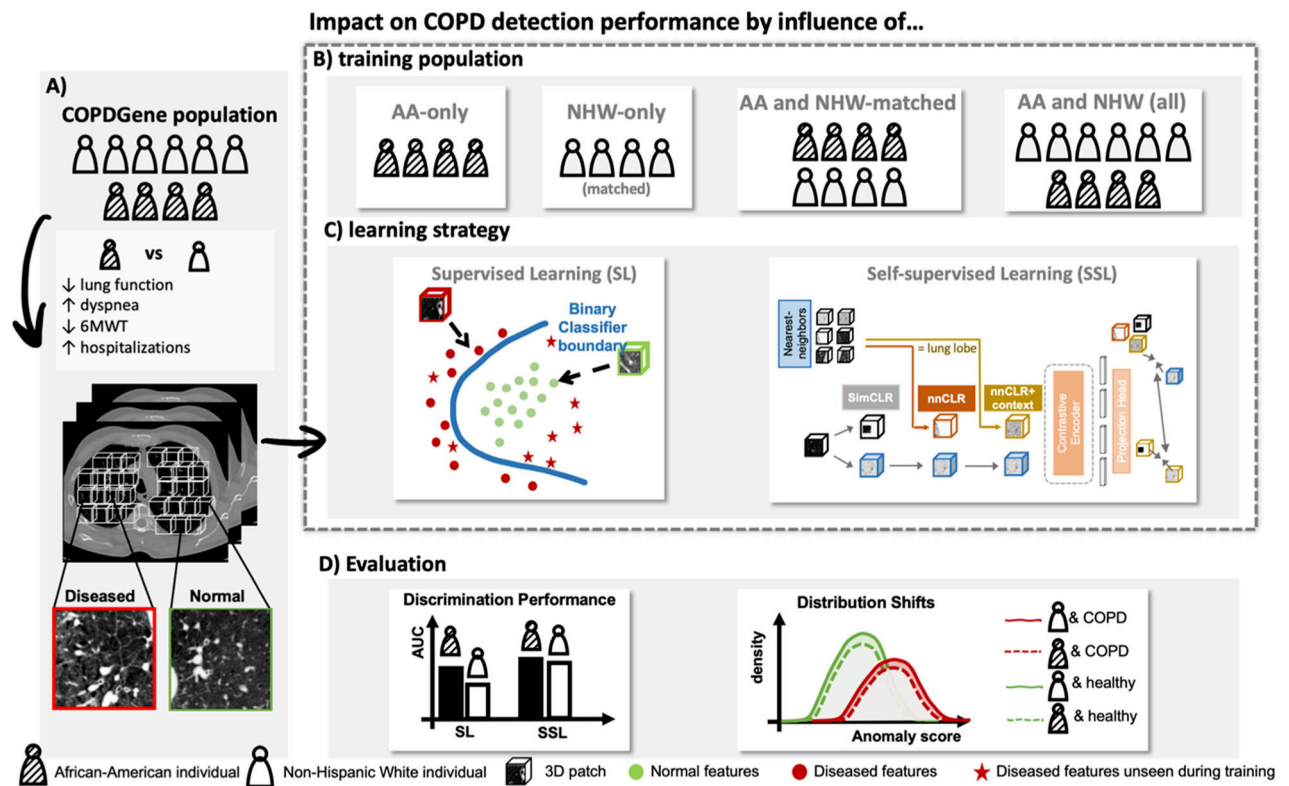 Impact on COPD detection performance by influence of...
A)
COPDGene population
vs
↓ lung function
↑ dyspnea
↓ 6MWT
↑ hospitalizations
Diseased
Normal
B) training population
AA-only
NHW-only
(matched)
AA and NHW-matched
AA and NHW (all)
C) learning strategy
Supervised Learning (SL)
Binary
Classifier
boundary
Self-supervised Learning (SSL)
Nearest-
neighbors
= lung lobe
SimCLR
nnCLR
nnCLR+
context
Contrastive
Encoder
Projection Head
D) Evaluation
Discrimination Performance
AUC
SL
SSL
Distribution Shifts
density
Anomaly score
& COPD
& COPD
& healthy
& healthy
African-American individual
Non-Hispanic White individual
3D patch
Normal features
Diseased features
Diseased features unseen during training